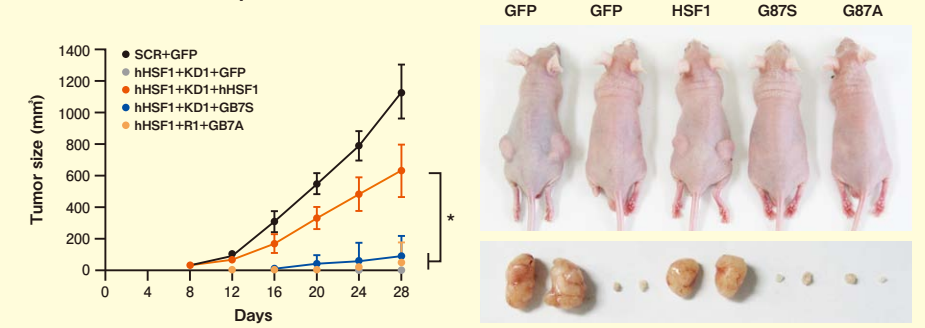 GFP GFP HSF1 G87S G87A
SCR+GFP
hHSF1+KD1+GFP
hHSF1+KD1+hHSF1
hHSF1+KD1+GB7S
hHSF1+R1+GB7A
Tumor size (mm³)
1400
1200
1000
800
600
400
200
0
*
0 4 8 12 16 20 24 28
Days